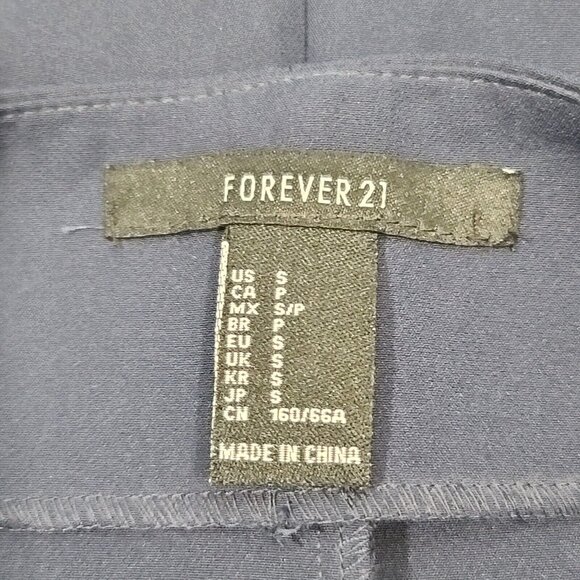 FOREVER 21
US S
CA P
MX S/P
BR P
EU S
UK S
KR S
JP S
CN 160/66A
MADE IN CHINA